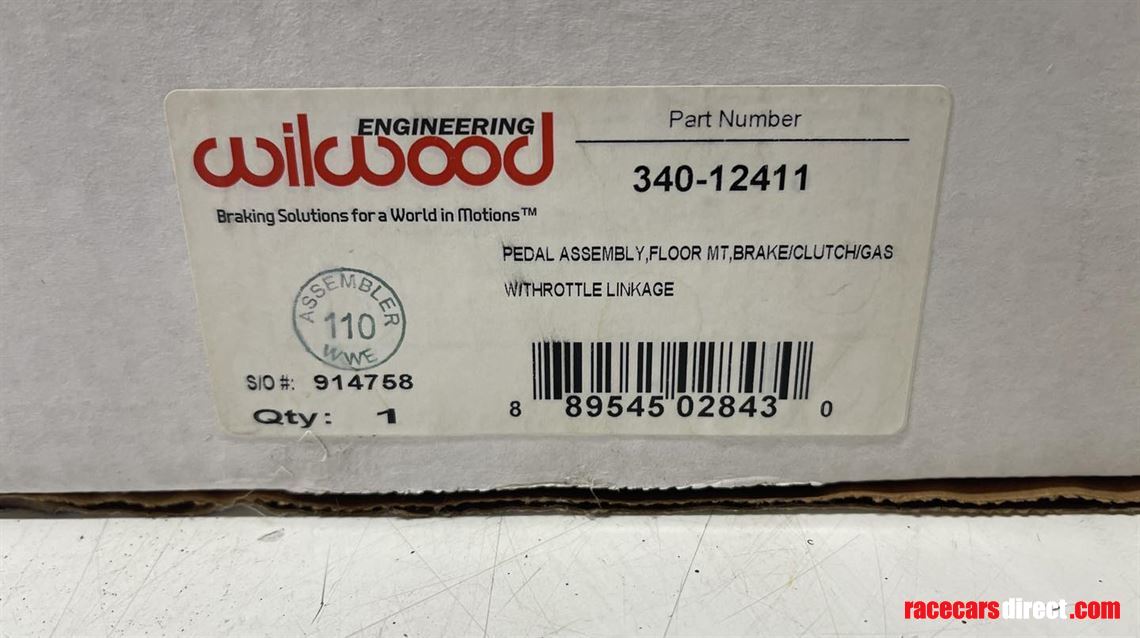 wilwood
ENGINEERING
Braking Solutions for a World in Motions™
Part Number
340-12411
PEDAL ASSEMBLY,FLOOR MT,BRAKE/CLUTCH/GAS
WITHROTTLE LINKAGE
ASSEMBLER
110
WWE
S/O #: 914758
Qty: 1
8 89545 02843 0
racecarsdirect.com